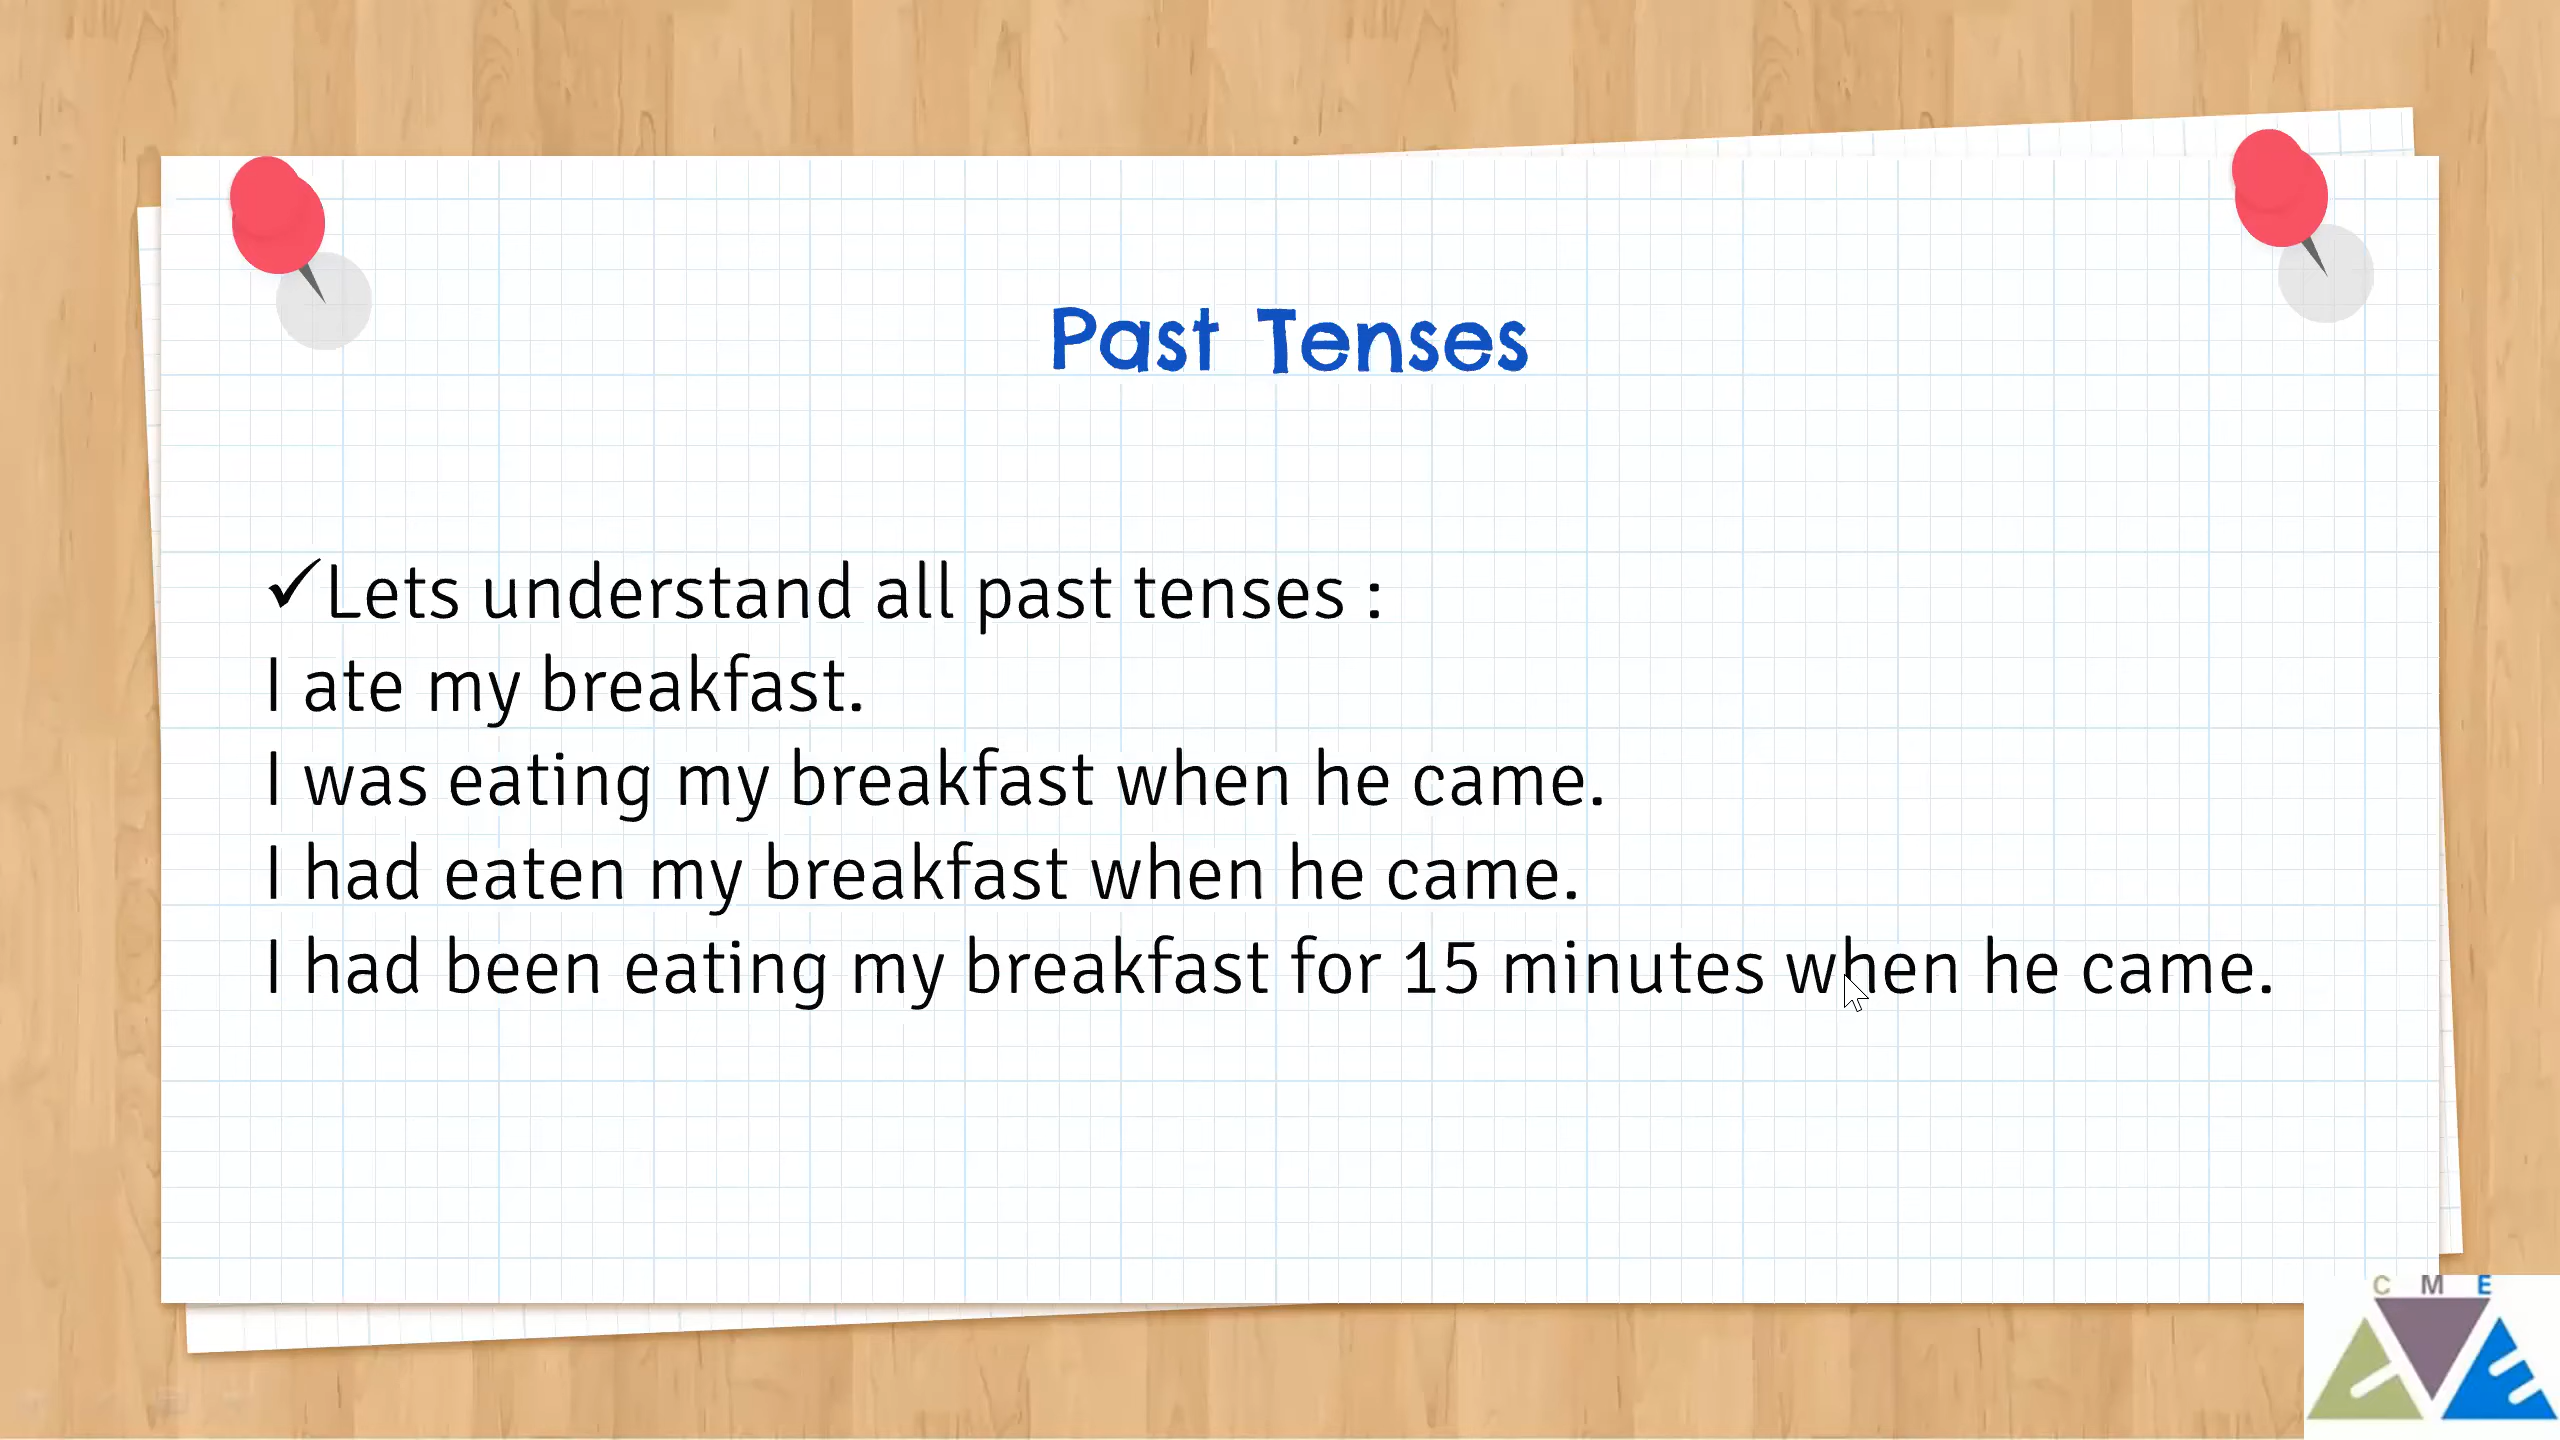 Past Tenses
✓Lets understand all past tenses :
I ate my breakfast.
I was eating my breakfast when he came.
I had eaten my breakfast when he came.
I had been eating my breakfast for 15 minutes when he came.
C M E